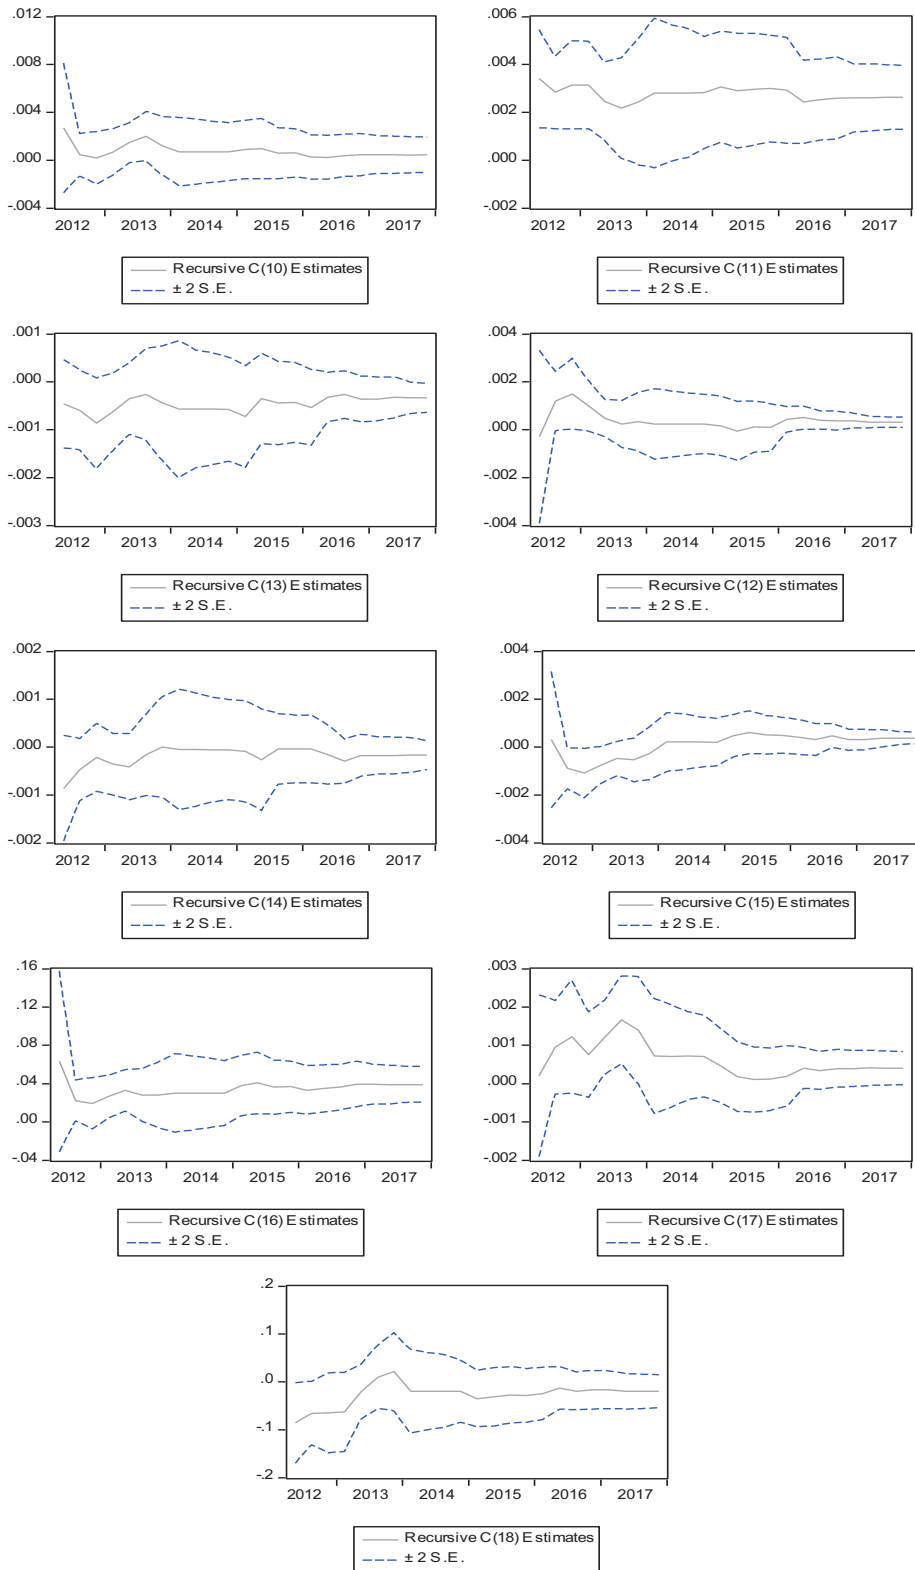 .012
.008
.004
.000
-.004
2012 2013 2014 2015 2016 2017
Recursive C(10) Estimates
± 2 S.E.
.006
.004
.002
.000
-.002
2012 2013 2014 2015 2016 2017
Recursive C(11) Estimates
± 2 S.E.
.001
.000
-.001
-.002
-.003
2012 2013 2014 2015 2016 2017
Recursive C(13) Estimates
± 2 S.E.
.004
.002
.000
-.002
-.004
2012 2013 2014 2015 2016 2017
Recursive C(12) Estimates
± 2 S.E.
.002
.001
.000
-.001
-.002
2012 2013 2014 2015 2016 2017
Recursive C(14) Estimates
± 2 S.E.
.004
.002
.000
-.002
-.004
2012 2013 2014 2015 2016 2017
Recursive C(15) Estimates
± 2 S.E.
.16
.12
.08
.04
.00
-.04
2012 2013 2014 2015 2016 2017
Recursive C(16) Estimates
± 2 S.E.
.003
.002
.001
.000
-.001
-.002
2012 2013 2014 2015 2016 2017
Recursive C(17) Estimates
± 2 S.E.
.2
.1
.0
-.1
-.2
2012 2013 2014 2015 2016 2017
Recursive C(18) Estimates
± 2 S.E.